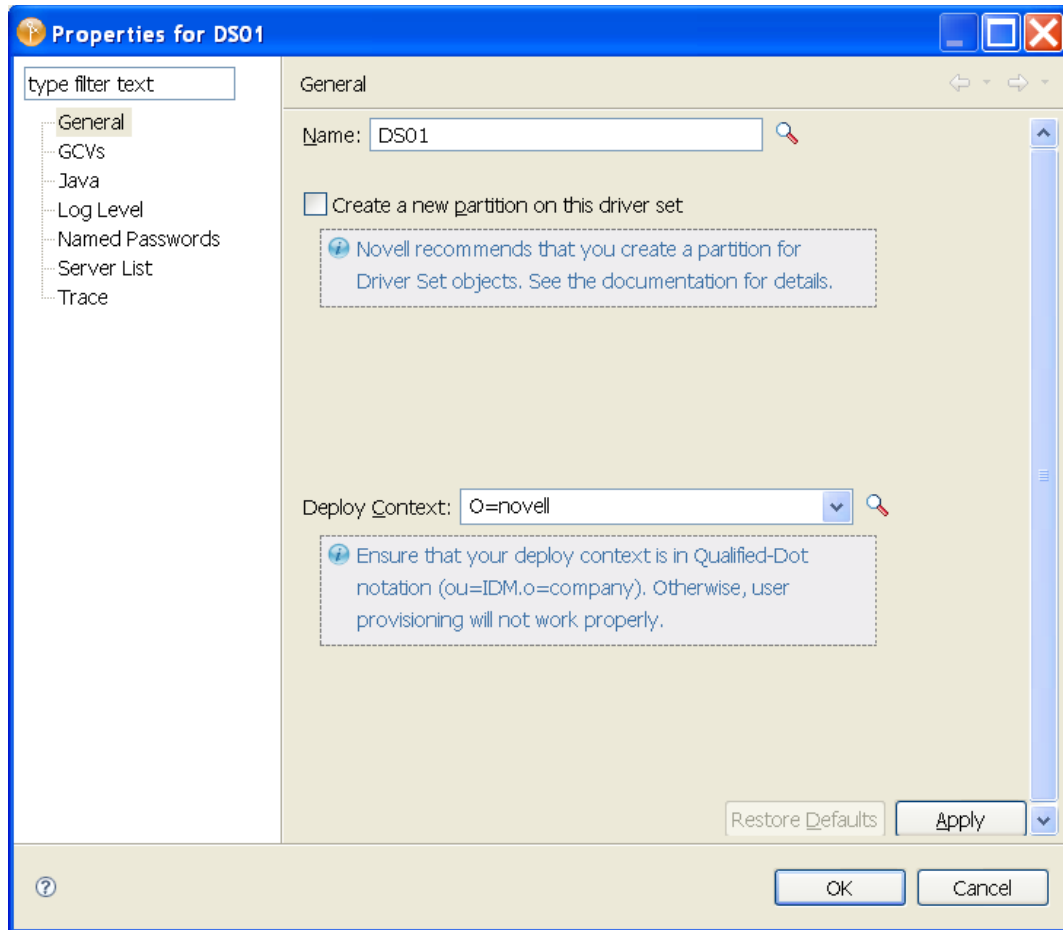 Properties for DS01
type filter text
General
GCVs
Java
Log Level
Named Passwords
Server List
Trace
General
Name: DS01
Create a new partition on this driver set
Novell recommends that you create a partition for
Driver Set objects. See the documentation for details.
Deploy Context: O=novell
Ensure that your deploy context is in Qualified-Dot
notation (ou=IDM.o=company). Otherwise, user
provisioning will not work properly.
Restore Defaults Apply
OK Cancel